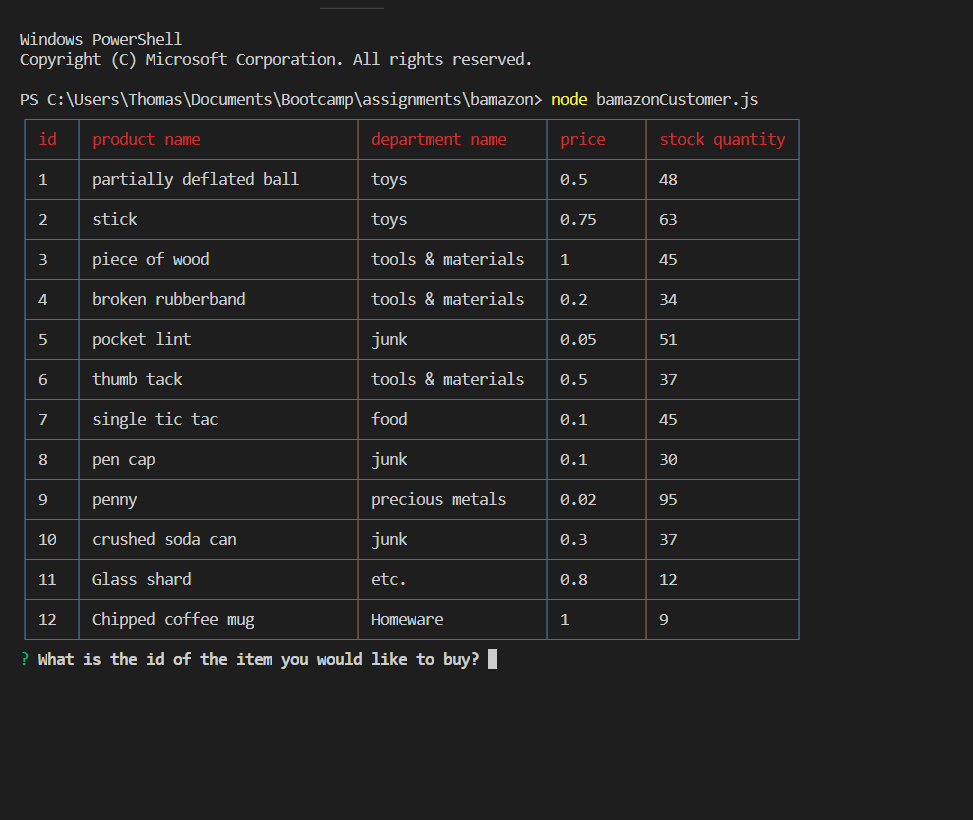 Windows PowerShell
Copyright (C) Microsoft Corporation. All rights reserved.
PS C:\Users\Thomas\Documents\Bootcamp\assignments\bamazon> node bamazonCustomer.js
id product name department name price stock quantity
1 partially deflated ball toys 0.5 48
2 stick toys 0.75 63
3 piece of wood tools & materials 1 45
4 broken rubberband tools & materials 0.2 34
5 pocket lint junk 0.05 51
6 thumb tack tools & materials 0.5 37
7 single tic tac food 0.1 45
8 pen cap junk 0.1 30
9 penny precious metals 0.02 95
10 crushed soda can junk 0.3 37
11 Glass shard etc. 0.8 12
12 Chipped coffee mug Homeware 1 9
? What is the id of the item you would like to buy?